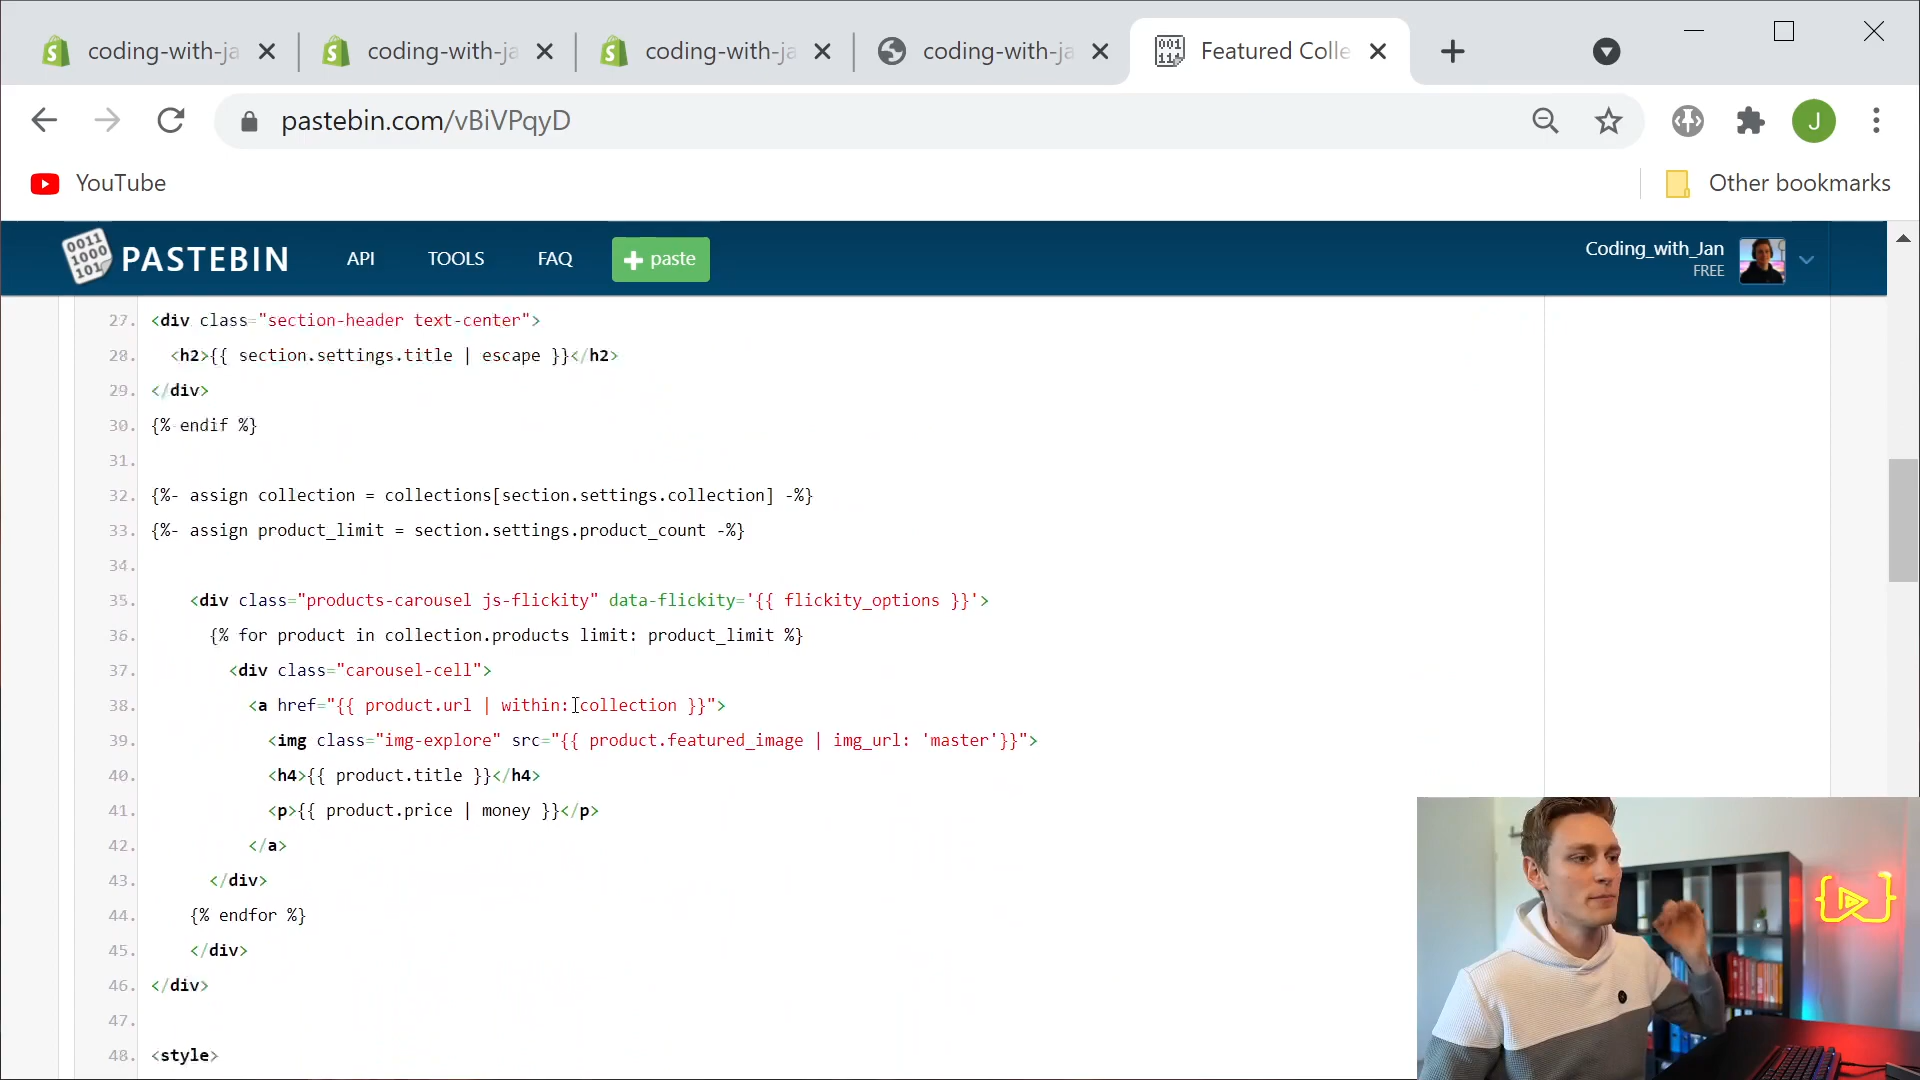 coding-with-ja
coding-with-ja
coding-with-ja
coding-with-ja
Featured Colle
pastebin.com/vBiVPqyD
J
YouTube
Other bookmarks
PASTEBIN
API
TOOLS
FAQ
paste
Coding_with_Jan
FREE
27. <div class="section-header text-center">
28. <h2>{{ section.settings.title | escape }}</h2>
29. </div>
30. {% endif %}
31.
32. {%- assign collection = collections[section.settings.collection] -%}
33. {%- assign product_limit = section.settings.product_count -%}
34.
35. <div class="products-carousel js-flickity" data-flickity='{{ flickity_options }}'>
36. {% for product in collection.products limit: product_limit %}
37. <div class="carousel-cell">
38. <a href="{{ product.url | within: collection }}">
39. <img class="img-explore" src="{{ product.featured_image | img_url: 'master'}}">
40. <h4>{{ product.title }}</h4>
41. <p>{{ product.price | money }}</p>
42. </a>
43. </div>
44. {% endfor %}
45. </div>
46. </div>
47.
48. <style>